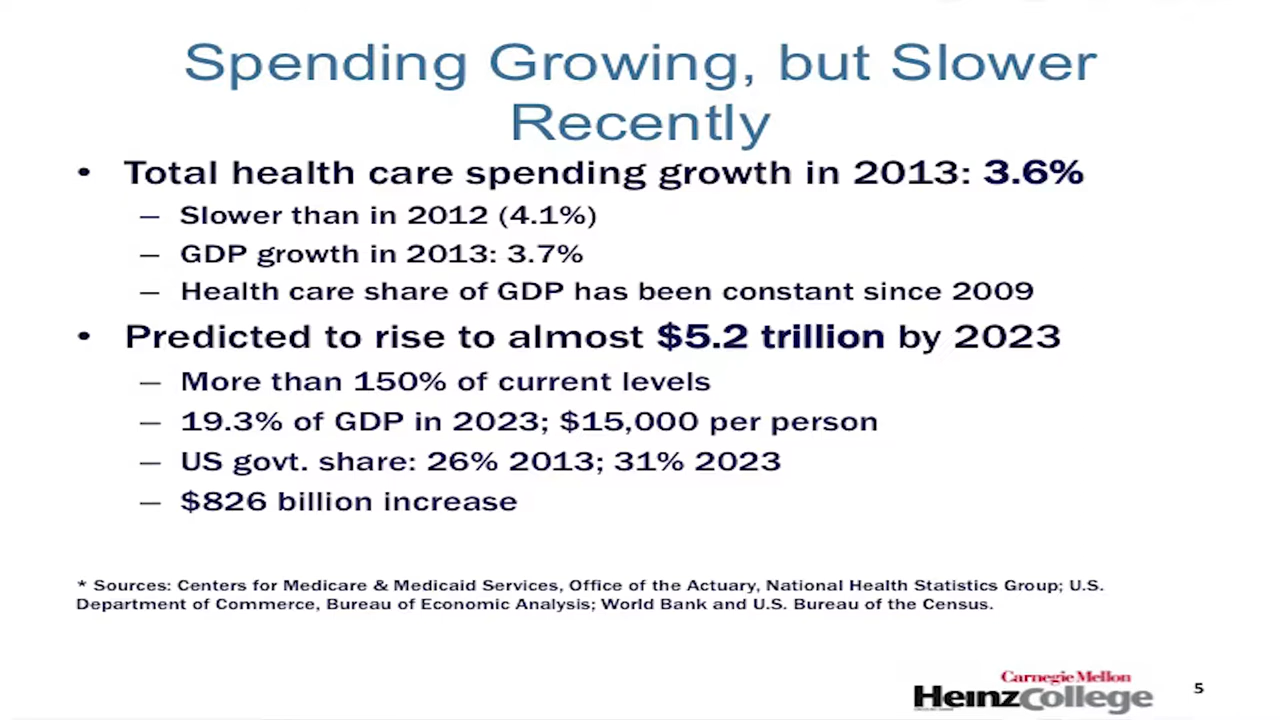 Spending Growing, but Slower
Recently
• Total health care spending growth in 2013: 3.6%
– Slower than in 2012 (4.1%)
– GDP growth in 2013: 3.7%
– Health care share of GDP has been constant since 2009
• Predicted to rise to almost $5.2 trillion by 2023
– More than 150% of current levels
– 19.3% of GDP in 2023; $15,000 per person
– US govt. share: 26% 2013; 31% 2023
– $826 billion increase
* Sources: Centers for Medicare & Medicaid Services, Office of the Actuary, National Health Statistics Group; U.S.
Department of Commerce, Bureau of Economic Analysis; World Bank and U.S. Bureau of the Census.
Carnegie Mellon
HeinzCollege
5